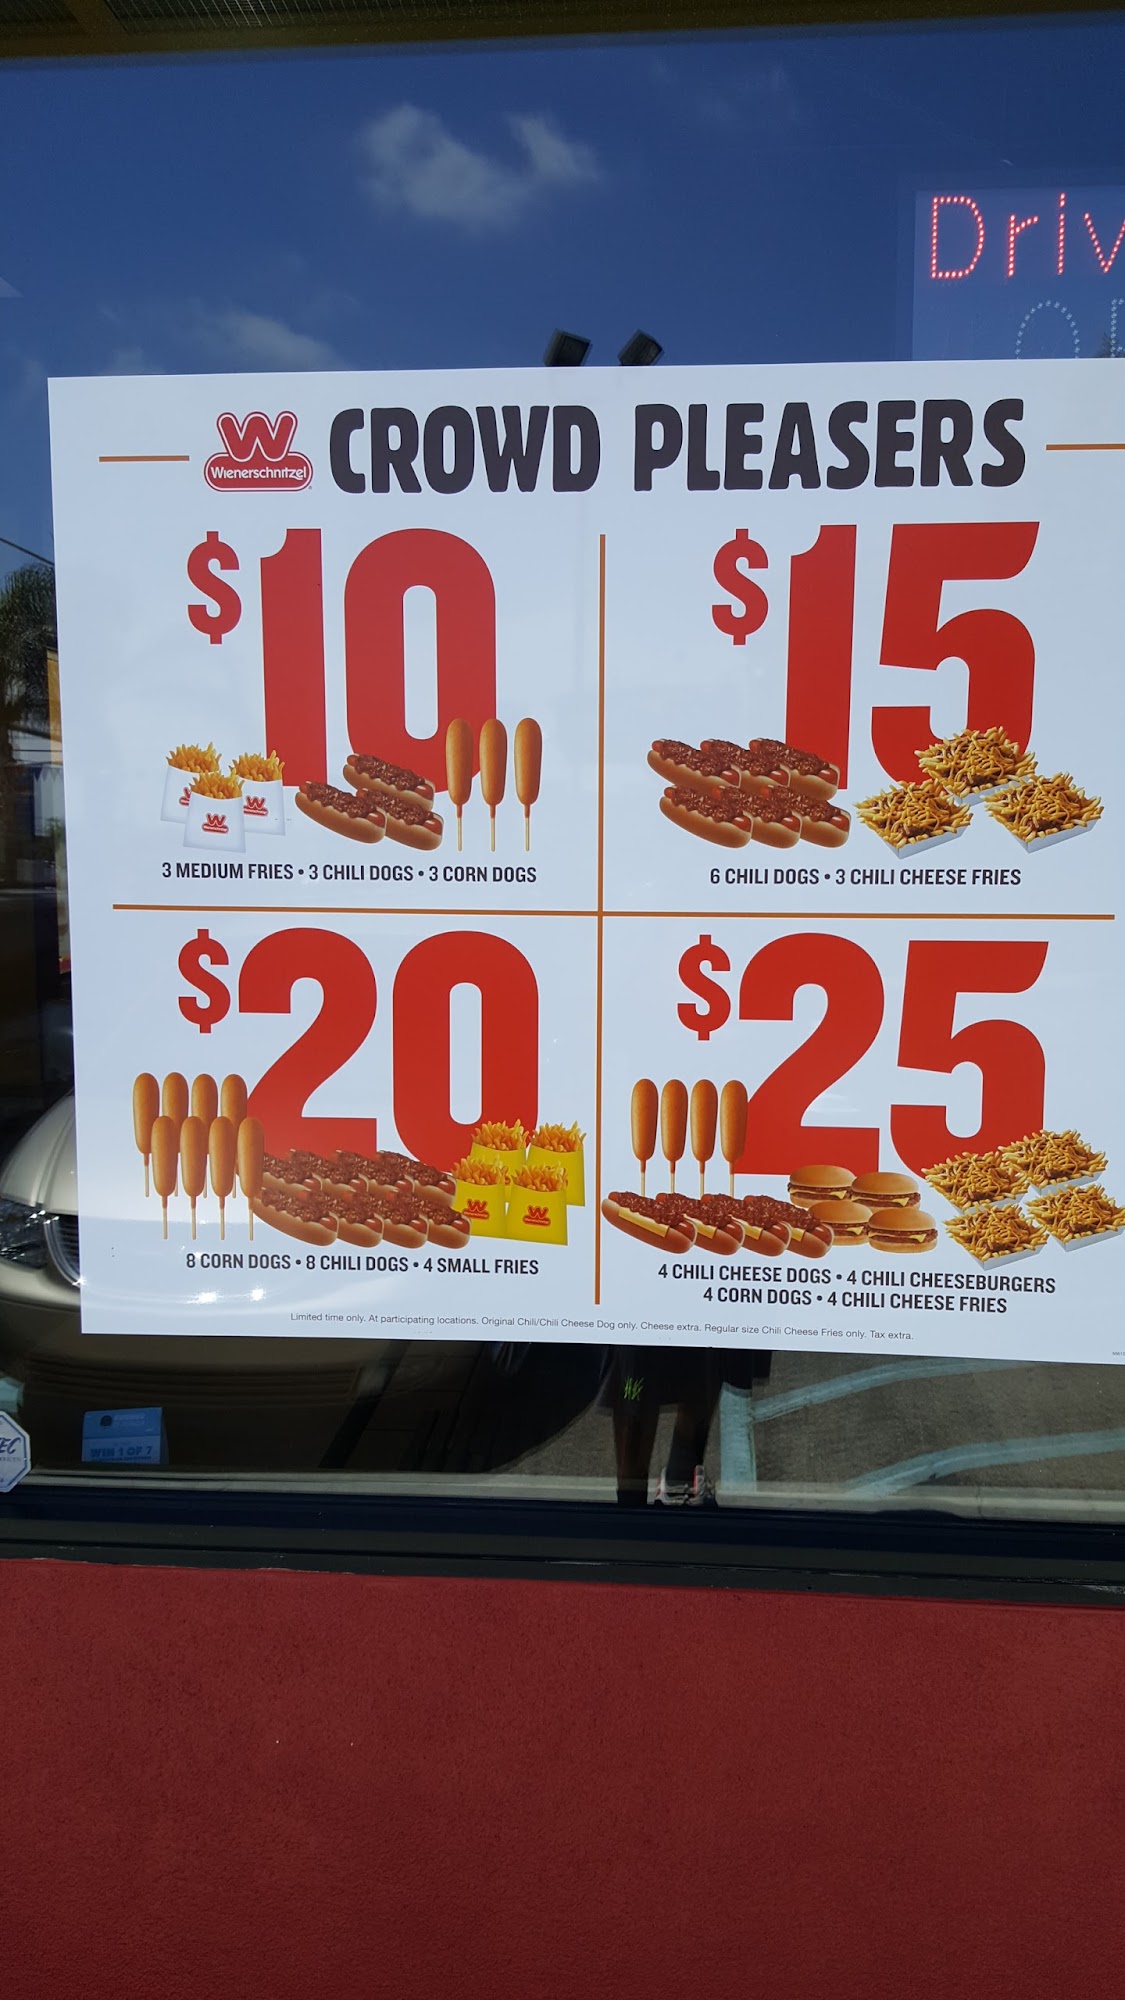 Driv
W
Wienerschnitzel
CROWD PLEASERS
$10
3 MEDIUM FRIES • 3 CHILI DOGS • 3 CORN DOGS
$15
6 CHILI DOGS • 3 CHILI CHEESE FRIES
$20
8 CORN DOGS • 8 CHILI DOGS • 4 SMALL FRIES
$25
4 CHILI CHEESE DOGS • 4 CHILI CHEESEBURGERS
4 CORN DOGS • 4 CHILI CHEESE FRIES
Limited time only. At participating locations. Original Chili/Chili Cheese Dog only. Cheese extra. Regular size Chili Cheese Fries only. Tax extra.
WIN 1 OF 7